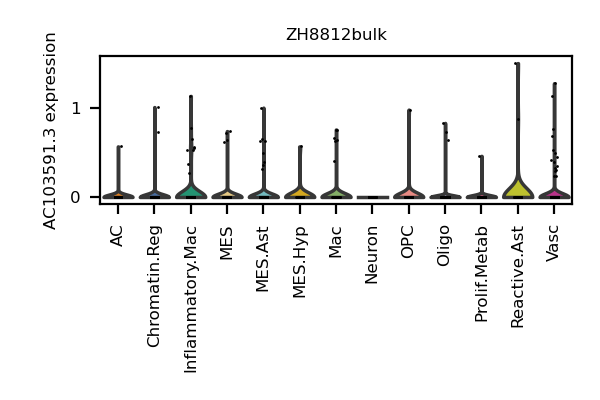 ZH8812bulk
AC103591.3 expression
1
0
AC
Chromatin.Reg
Inflammatory.Mac
MES
MES.Ast
MES.Hyp
Mac
Neuron
OPC
Oligo
Prolif.Metab
Reactive.Ast
Vasc